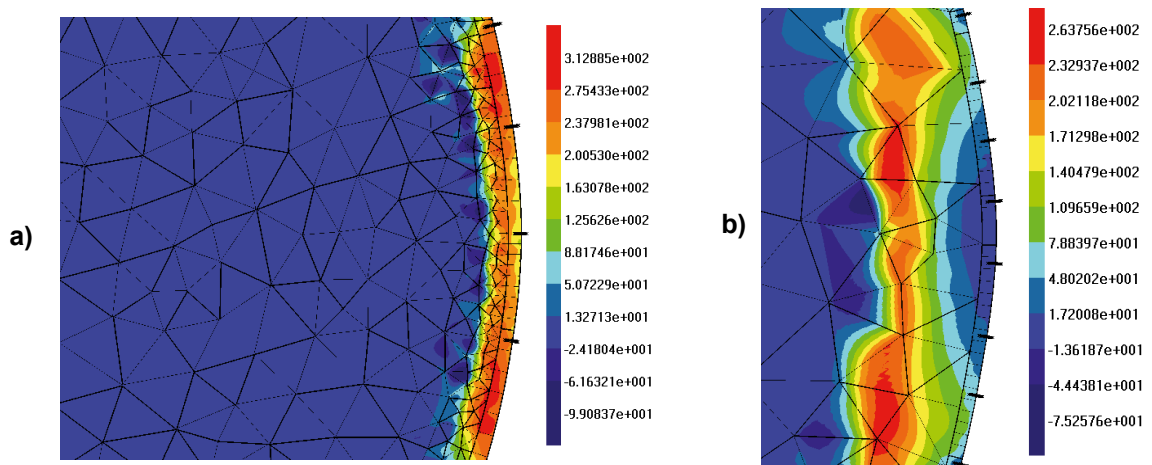 a)
3.12885e+002
2.75433e+002
2.37981e+002
2.00530e+002
1.63078e+002
1.25626e+002
8.81746e+001
5.07229e+001
1.32713e+001
-2.41804e+001
-6.16321e+001
-9.90837e+001
b)
2.63756e+002
2.32937e+002
2.02118e+002
1.71298e+002
1.40479e+002
1.09659e+002
7.88397e+001
4.80202e+001
1.72008e+001
-1.36187e+001
-4.44381e+001
-7.52576e+001